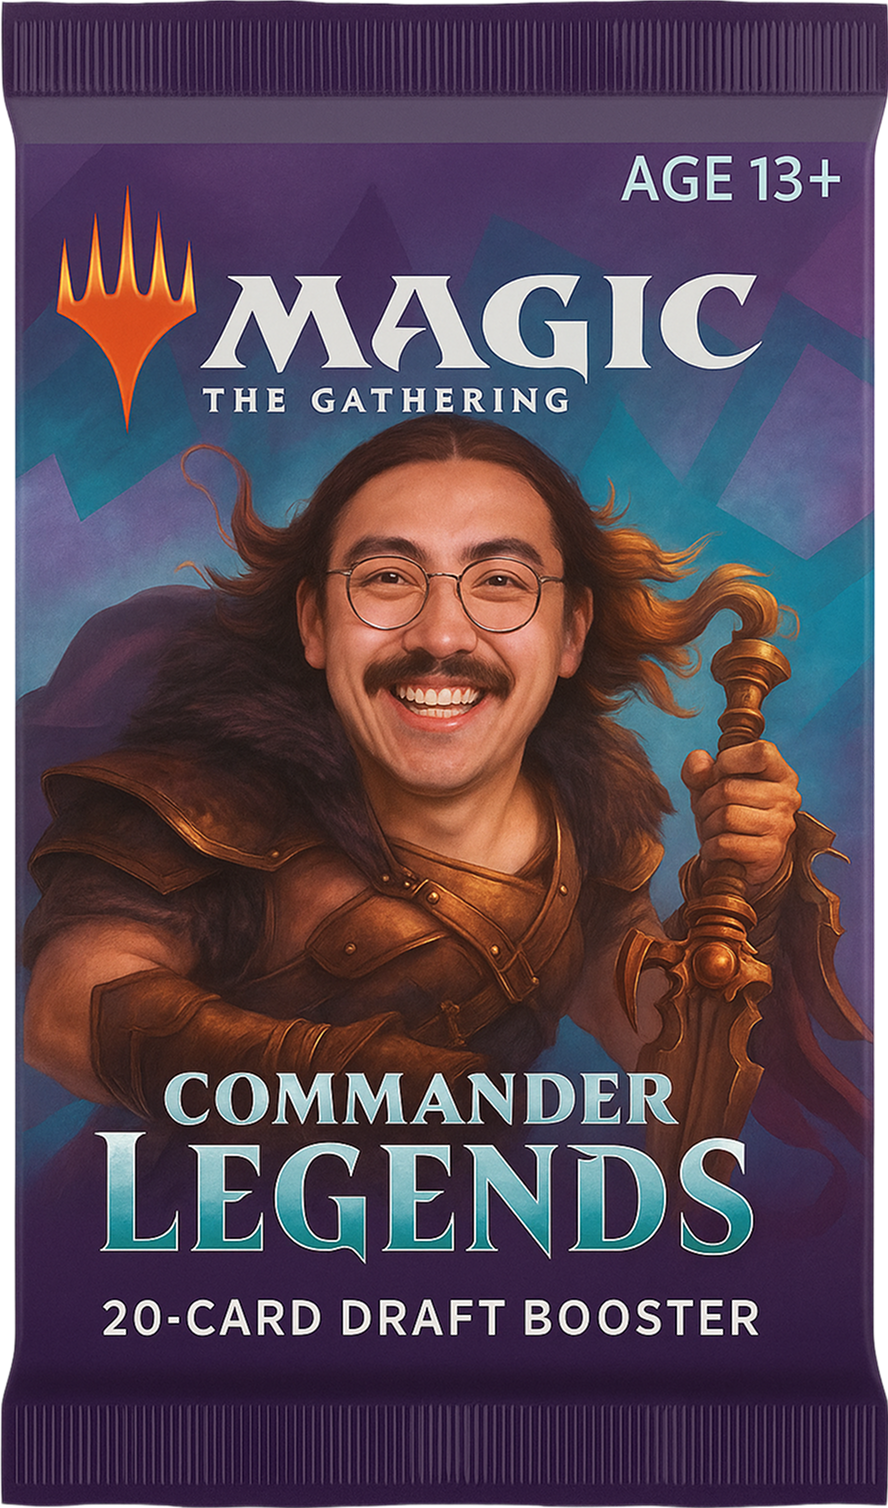 AGE 13+
MAGIC
THE GATHERING
COMMANDER
LEGENDS
20-CARD DRAFT BOOSTER